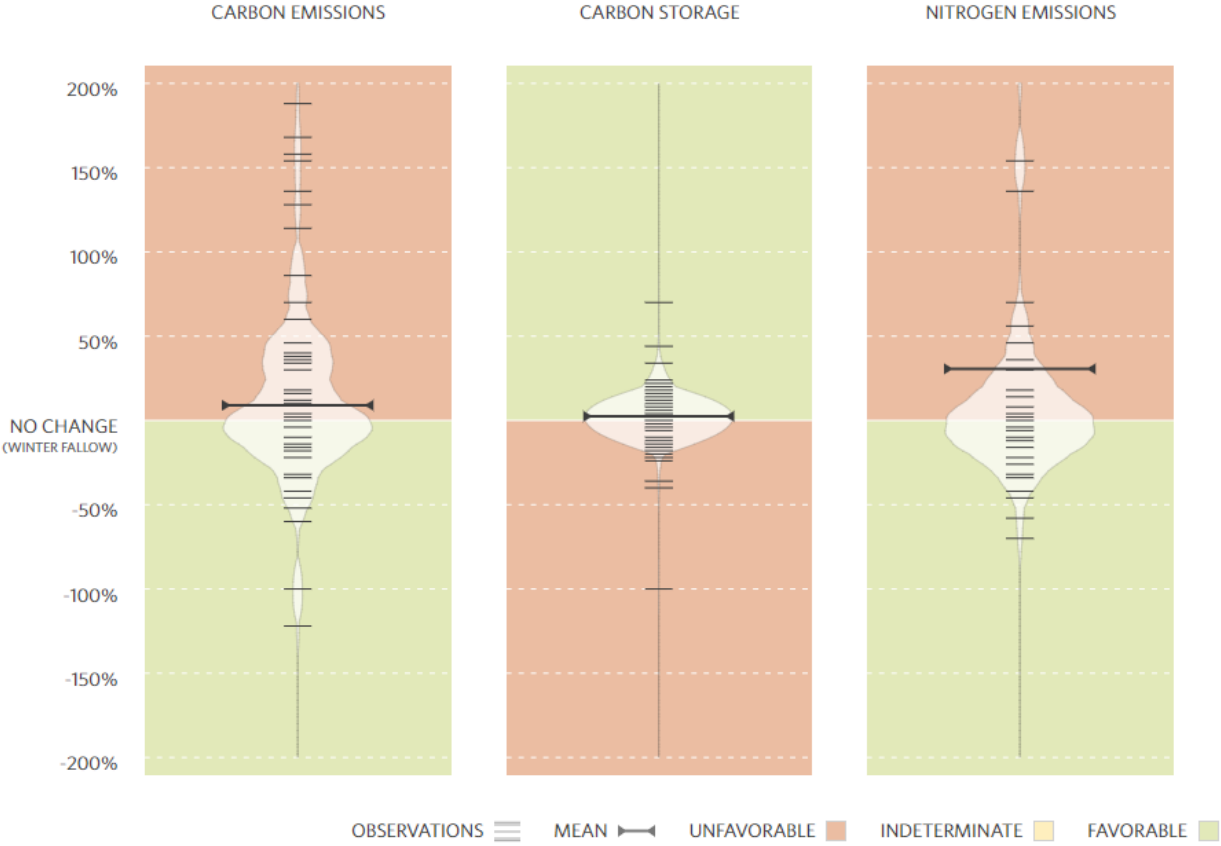 CARBON EMISSIONS
CARBON STORAGE
NITROGEN EMISSIONS
200%
150%
100%
50%
NO CHANGE
(WINTER FALLOW)
-50%
-100%
-150%
-200%
OBSERVATIONS
MEAN
UNFAVORABLE
INDETERMINATE
FAVORABLE